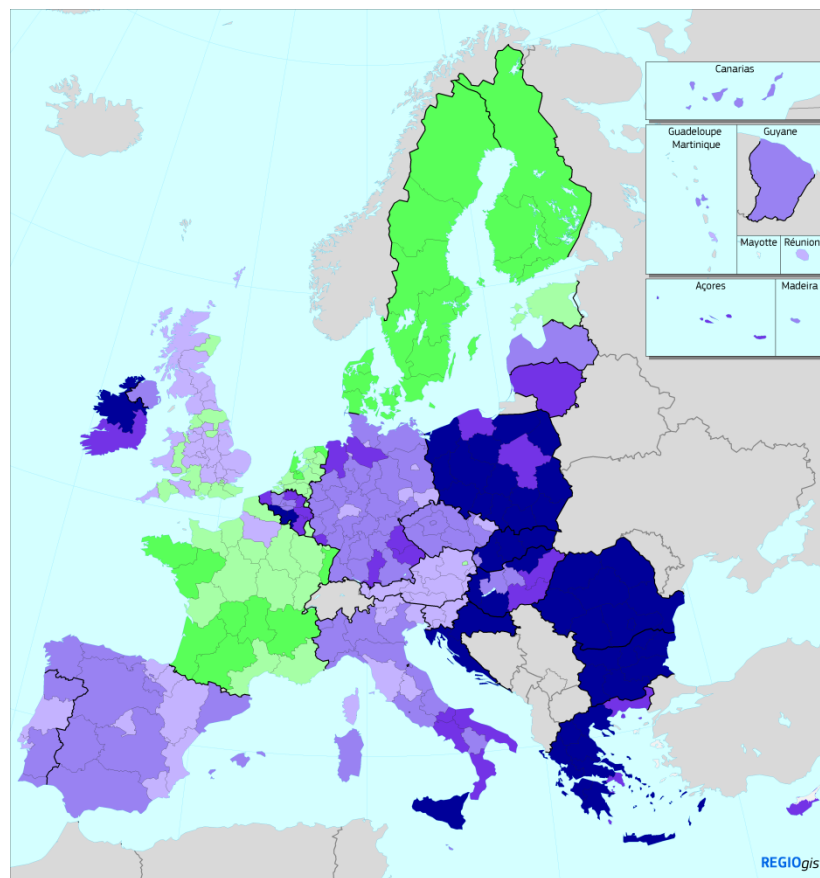 Canarias
Guadeloupe
Martinique
Guyane
Mayotte
Réunion
Açores
Madeira
REGIOgis